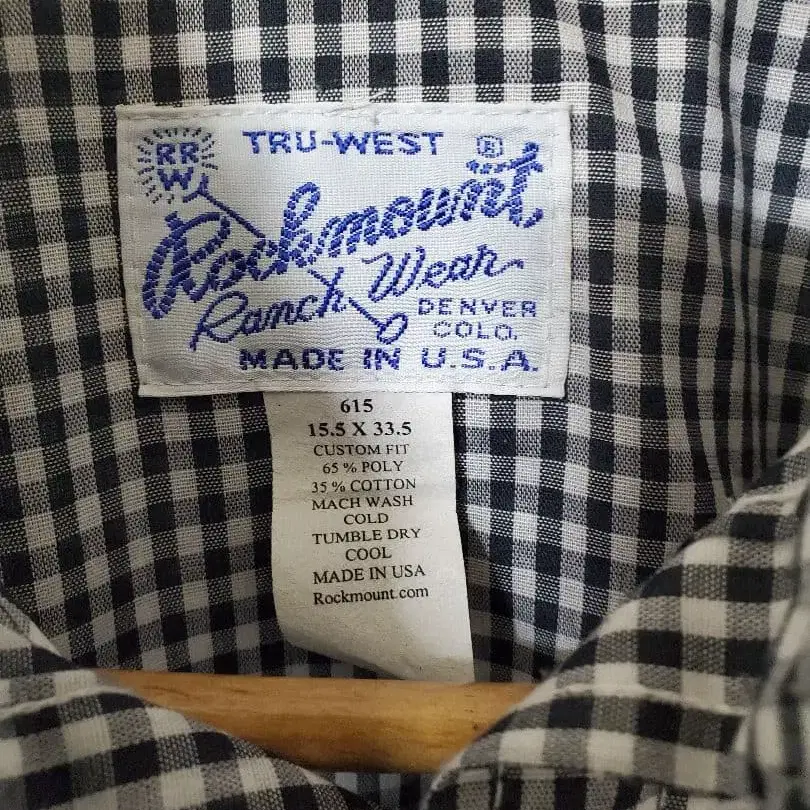 RR
W
TRU-WEST ®
Rockmount
Ranch Wear
DENVER
COLO.
MADE IN U.S.A.
615
15.5 X 33.5
CUSTOM FIT
65 % POLY
35 % COTTON
MACH WASH
COLD
TUMBLE DRY
COOL
MADE IN USA
Rockmount.com